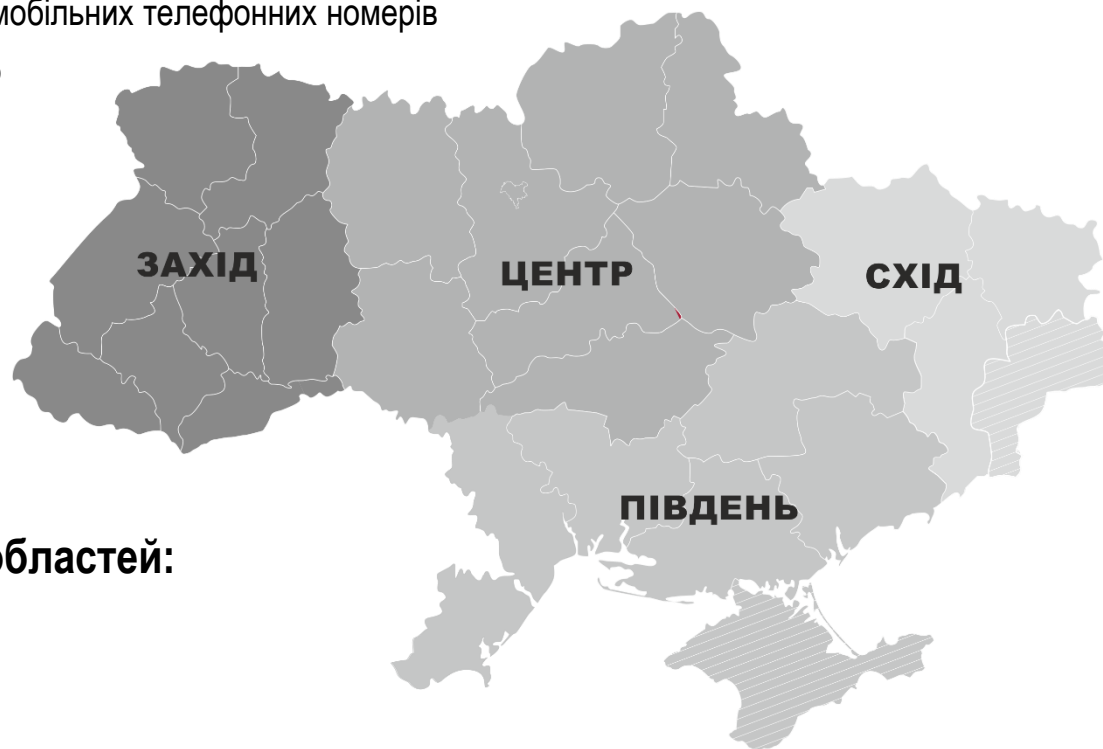 мобільних телефонних номерів
ЗАХІД
ЦЕНТР
СХІД
ПІВДЕНЬ
областей: